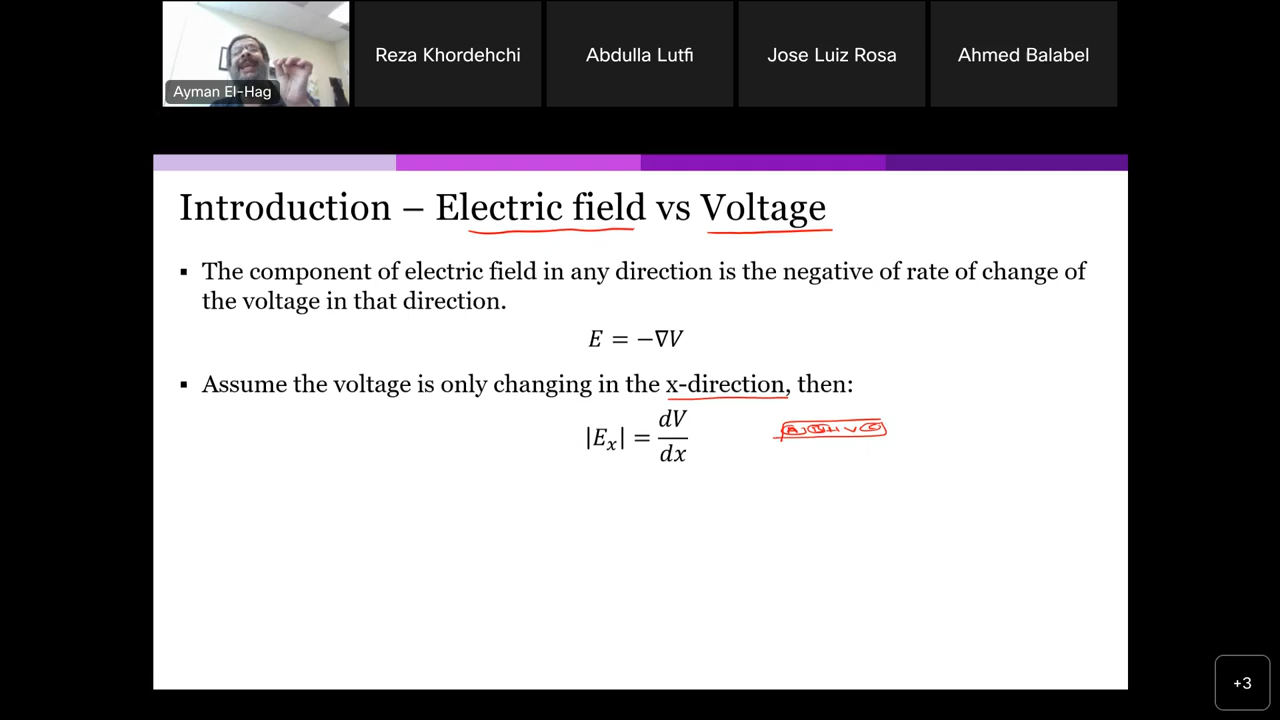 Reza Khordehchi
Abdulla Lutfi
Jose Luiz Rosa
Ahmed Balabel
Ayman El-Hag
Introduction – Electric field vs Voltage
▪ The component of electric field in any direction is the negative of rate of change of
the voltage in that direction.
E = −∇V
▪ Assume the voltage is only changing in the x-direction, then:
|Eₓ| = dV/dx
+3